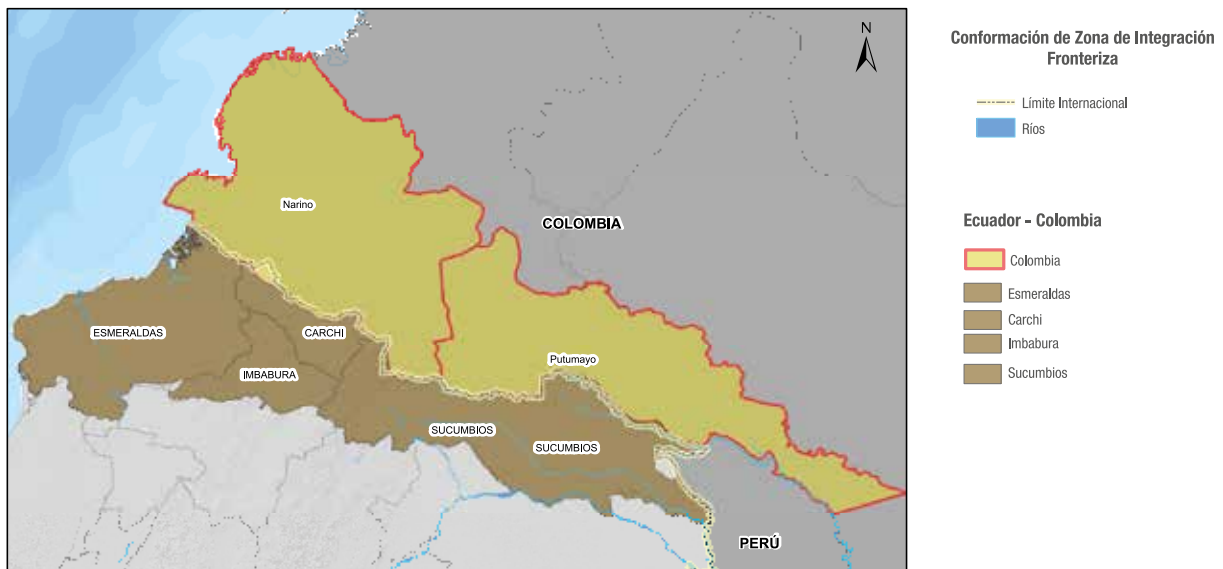 N
Narino
COLOMBIA
ESMERALDAS
CARCHI
IMBABURA
Putumayo
SUCUMBIOS
SUCUMBIOS
PERÚ
Conformación de Zona de Integración
Fronteriza
Límite Internacional
Ríos
Ecuador - Colombia
Colombia
Esmeraldas
Carchi
Imbabura
Sucumbios